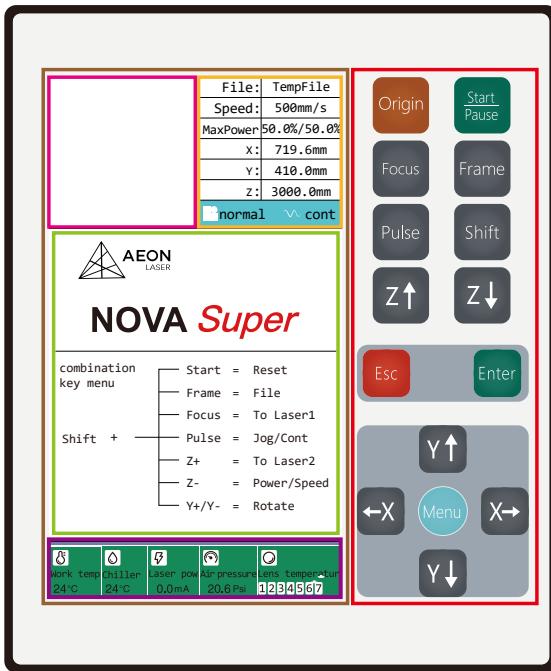 File: TempFile
Speed: 500mm/s
MaxPower 50.0%/50.0%
X: 719.6mm
Y: 410.0mm
Z: 3000.0mm
normal cont
AEON
LASER
NOVA Super
combination
key menu
Shift +
Start = Reset
Frame = File
Focus = To Laser1
Pulse = Jog/Cont
Z+ = To Laser2
Z- = Power/Speed
Y+/Y- = Rotate
Work temp Chiller Laser pow Air pressure Lens temperatur
24°C 24°C 0.0mA 20.6 Psi 1 2 3 4 5 6 7
Origin Start
Pause
Focus Frame
Pulse Shift
Z↑ Z↓
Esc Enter
Y↑
←X Menu X→
Y↓